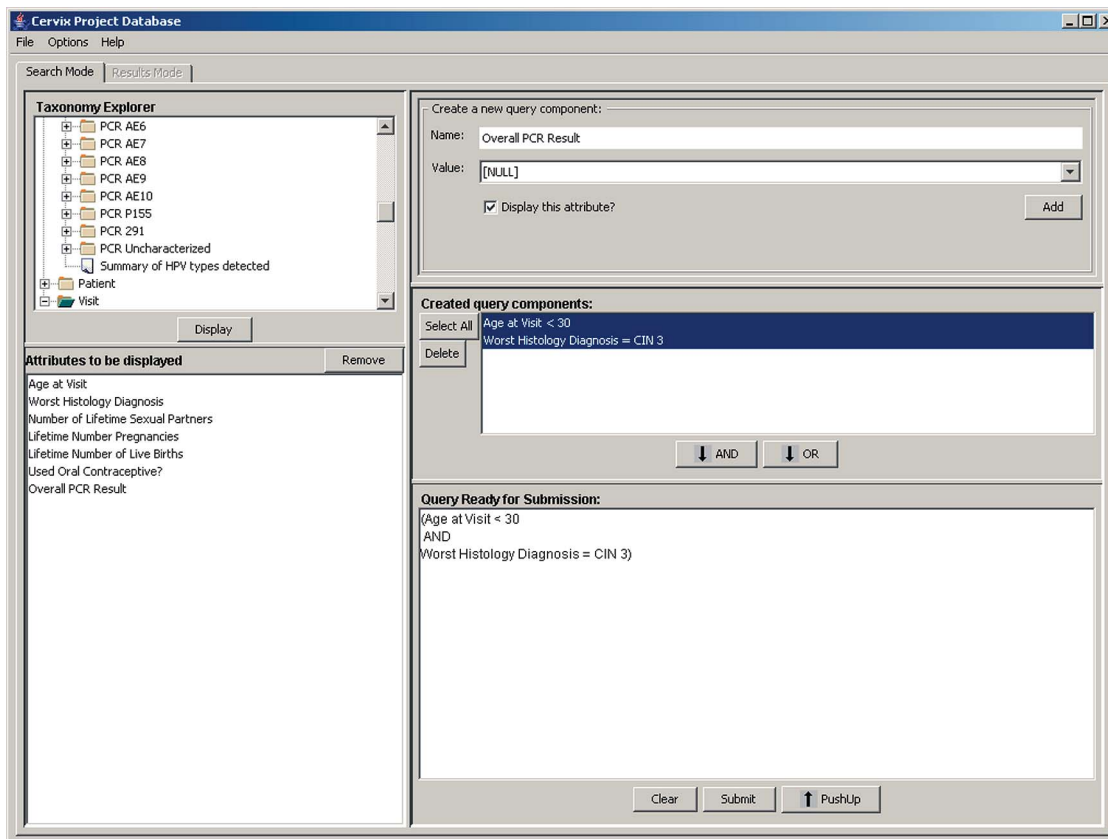 Cervix Project Database
File Options Help
Search Mode Results Mode
Taxonomy Explorer
PCR AE6
PCR AE7
PCR AE8
PCR AE9
PCR AE10
PCR P155
PCR 291
PCR Uncharacterized
Summary of HPV types detected
Patient
Visit
Display
Attributes to be displayed
Remove
Age at Visit
Worst Histology Diagnosis
Number of Lifetime Sexual Partners
Lifetime Number Pregnancies
Lifetime Number of Live Births
Used Oral Contraceptive?
Overall PCR Result
Create a new query component:
Name: Overall PCR Result
Value: [NULL]
Display this attribute?
Add
Created query components:
Select All
Delete
Age at Visit < 30
Worst Histology Diagnosis = CIN 3
AND OR
Query Ready for Submission:
(Age at Visit < 30
AND
Worst Histology Diagnosis = CIN 3)
Clear Submit PushUp